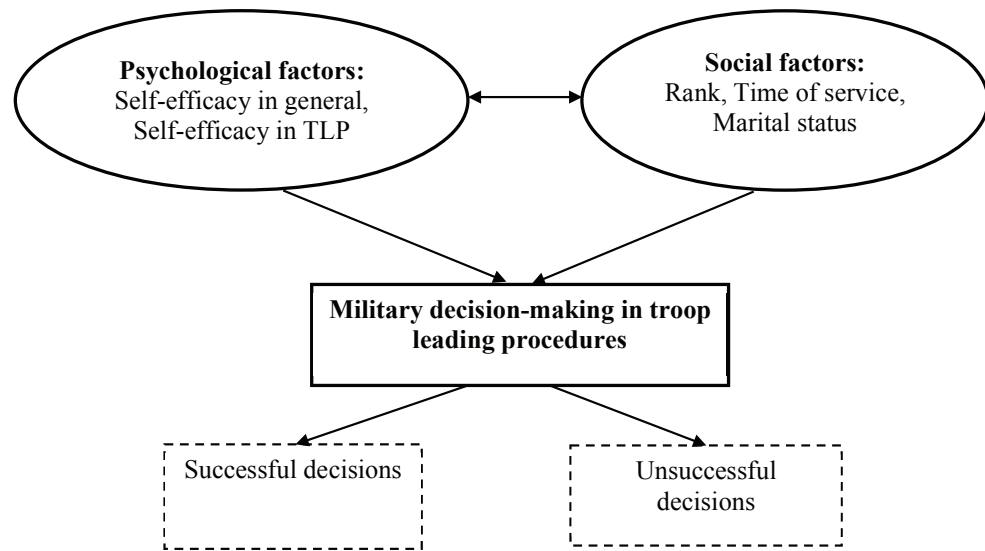 Psychological factors:
Self-efficacy in general,
Self-efficacy in TLP
Social factors:
Rank, Time of service,
Marital status
Military decision-making in troop
leading procedures
Successful decisions
Unsuccessful
decisions